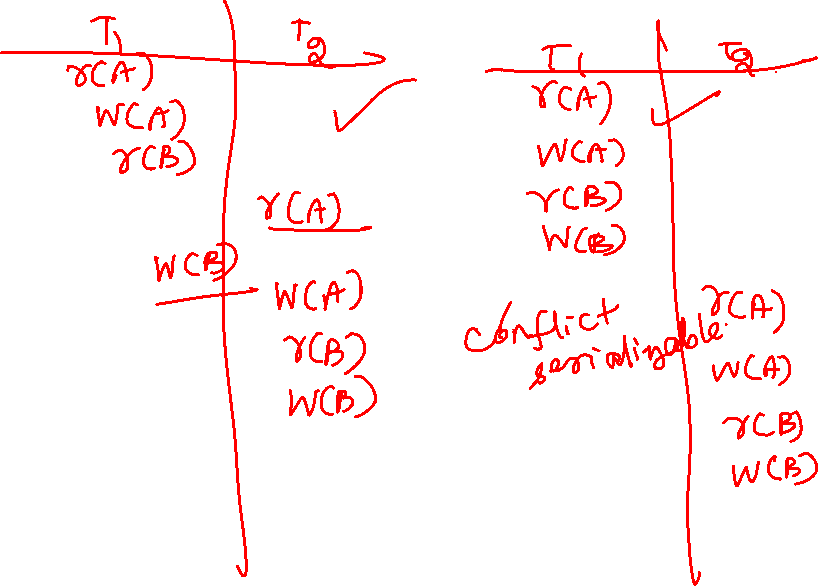 T1 T2
r(A)
W(A)
r(B)
r(A)
W(B)
W(A)
r(B)
W(B)
T1 T2
r(A)
W(A)
r(B)
W(B)
Conflict
serializable.
r(A)
W(A)
r(B)
W(B)